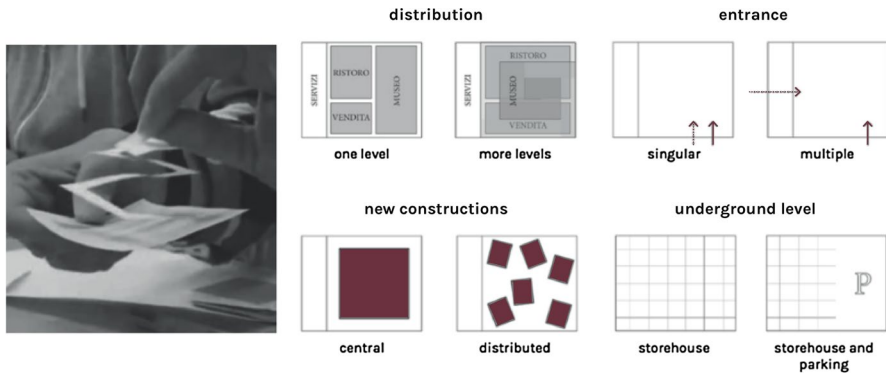 distribution
entrance
SERVIZI
RISTORO
MUSEO
VENDITA
SERVIZI
RISTORO
MUSEO
VENDITA
one level
more levels
singular
multiple
new constructions
underground level
P
central
distributed
storehouse
storehouse and
parking